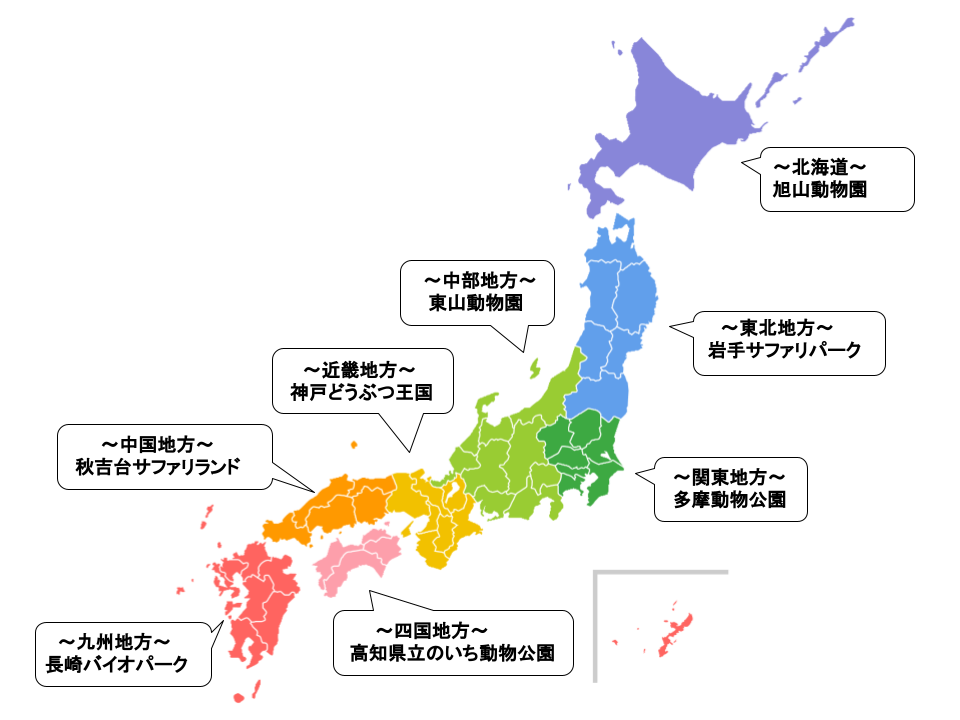 ～北海道～
旭山動物園
～中部地方～
東山動物園
～東北地方～
岩手サファリパーク
～近畿地方～
神戸どうぶつ王国
～中国地方～
秋吉台サファリランド
～関東地方～
多摩動物公園
～四国地方～
高知県立のいち動物公園
～九州地方～
長崎バイオパーク